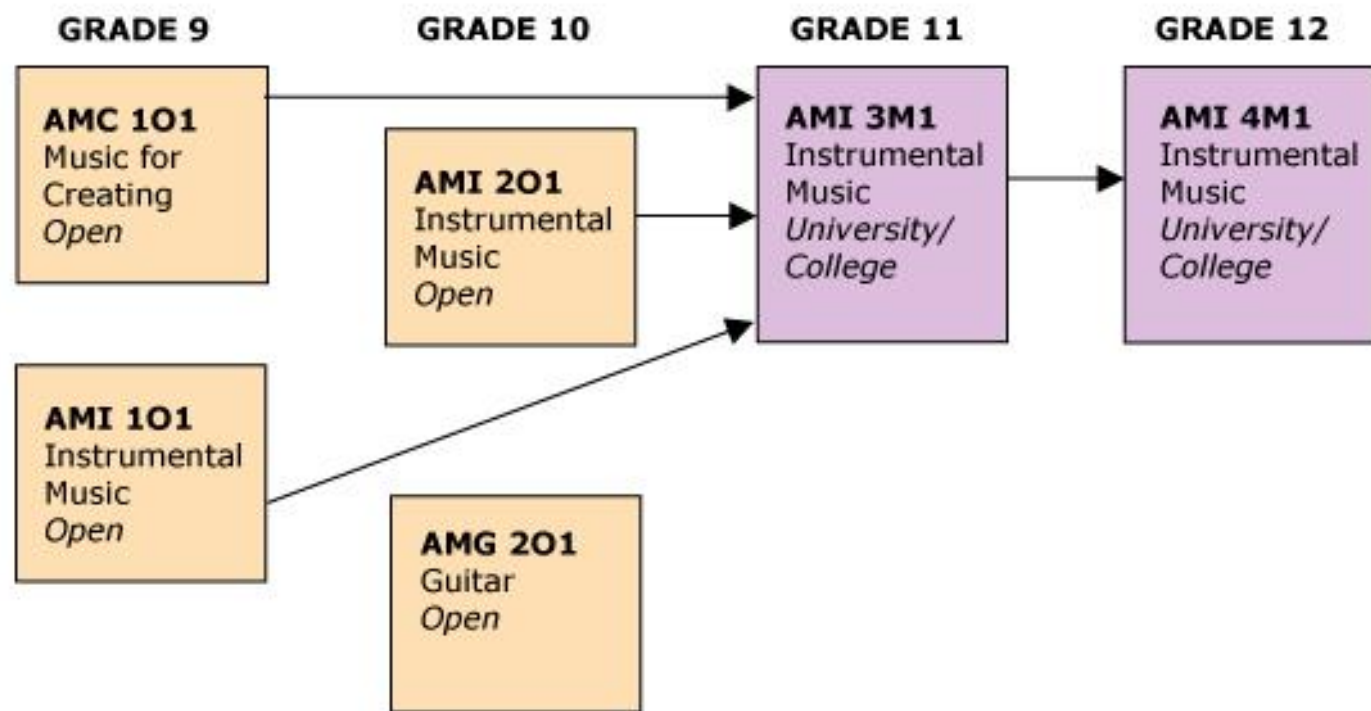 GRADE 9 GRADE 10 GRADE 11 GRADE 12
AMC 1O1
Music for
Creating
Open
AMI 1O1
Instrumental
Music
Open
AMI 2O1
Instrumental
Music
Open
AMG 2O1
Guitar
Open
AMI 3M1
Instrumental
Music
University/
College
AMI 4M1
Instrumental
Music
University/
College